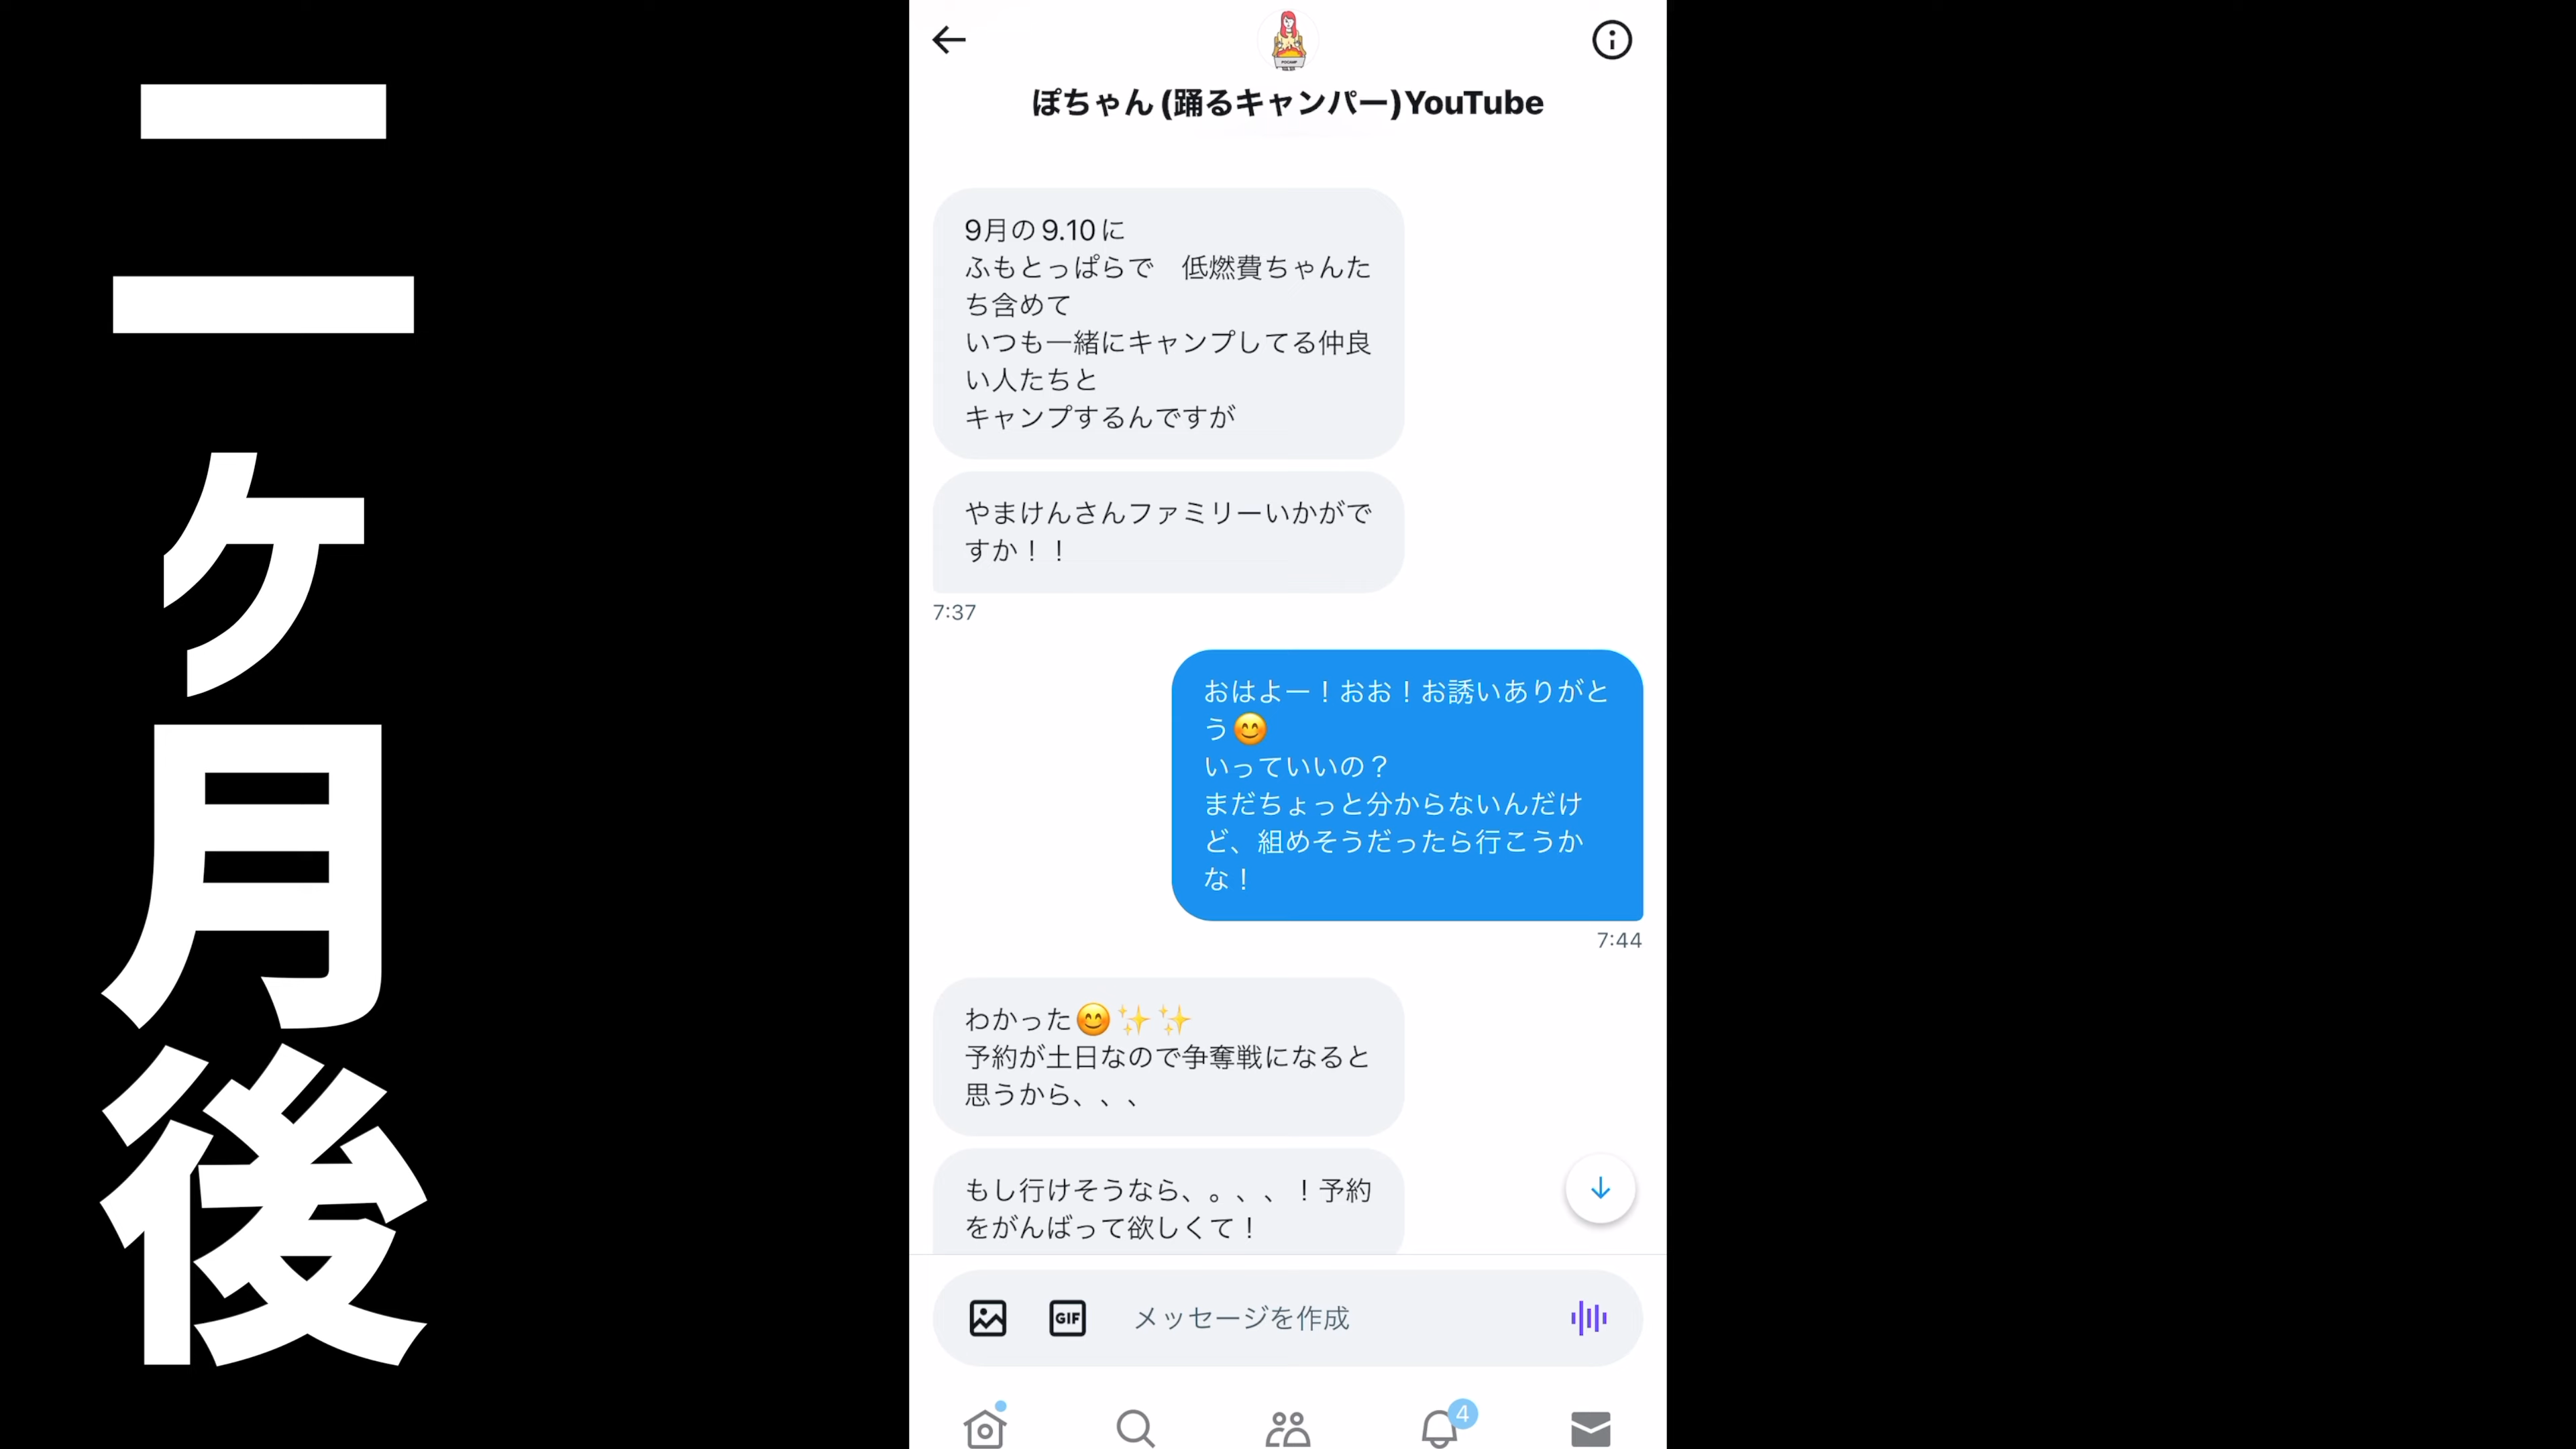 二ヶ月後
ぽちゃん(踊るキャンパー)YouTube
9月の9.10に
ふもとっぱらで　低燃費ちゃんた
ち含めて
いつも一緒にキャンプしてる仲良
い人たちと
キャンプするんですが
やまけんさんファミリーいかがで
すか！！
7:37
おはよー！おお！お誘いありがと
う😊
いっていいの？
まだちょっと分からないんだけ
ど、組めそうだったら行こうか
な！
7:44
わかった😊✨✨
予約が土日なので争奪戦になると
思うから、、、
もし行けそうなら、。、、！予約
をがんばって欲しくて！
GIF
メッセージを作成
4